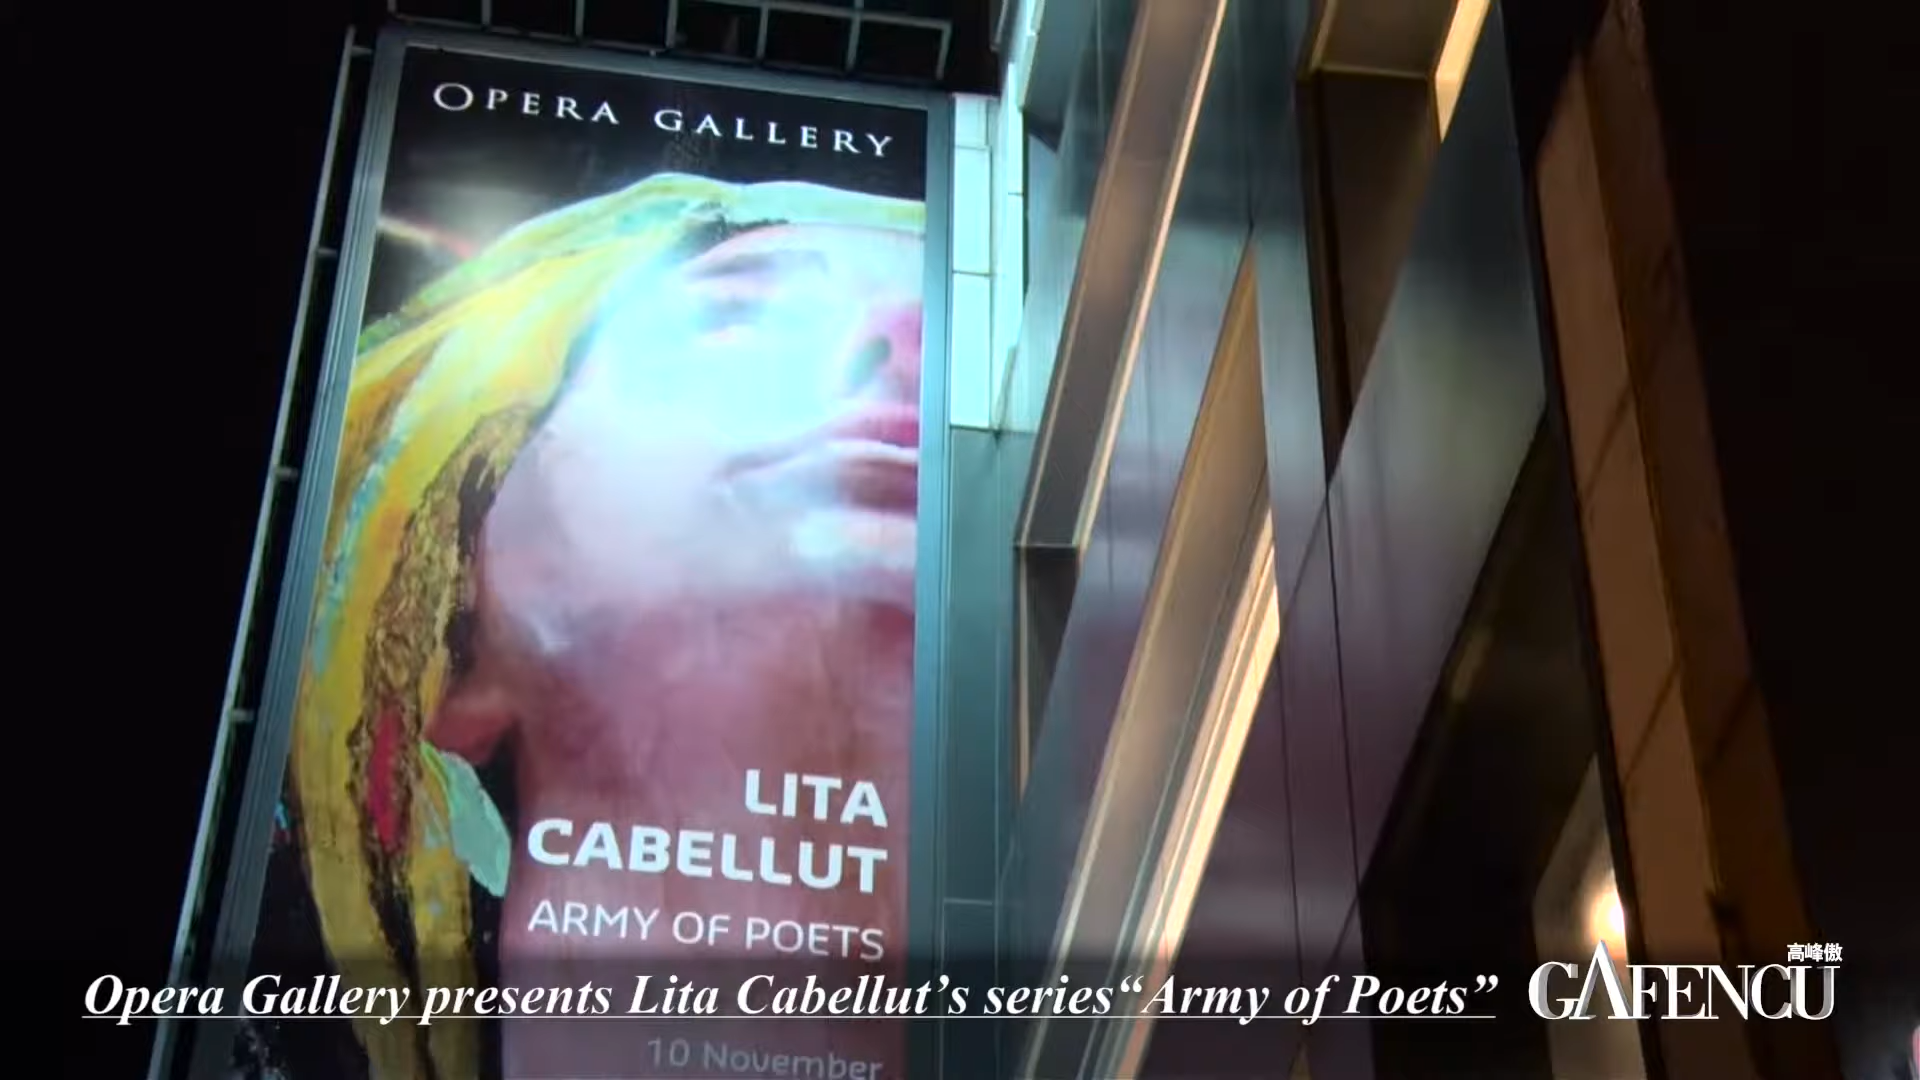 OPERA GALLERY
LITA
CABELLUT
ARMY OF POETS
Opera Gallery presents Lita Cabellut’s series“Army of Poets”
高峰傲
GAFENCU
10 November